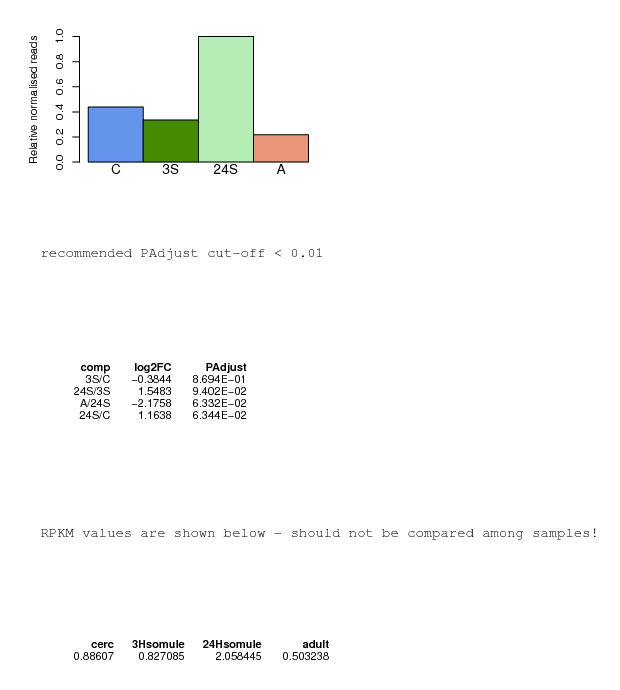 Relative normalised reads
1.0
0.8
0.6
0.4
0.2
0.0
C 3S 24S A
recommended PAdjust cut-off < 0.01
comp log2FC PAdjust
3S/C −0.3844 8.694E−01
24S/3S 1.5483 9.402E−02
A/24S −2.1758 6.332E−02
24S/C 1.1638 6.344E−02
RPKM values are shown below - should not be compared among samples!
cerc 3Hsomule 24Hsomule adult
0.88607 0.827085 2.058445 0.503238